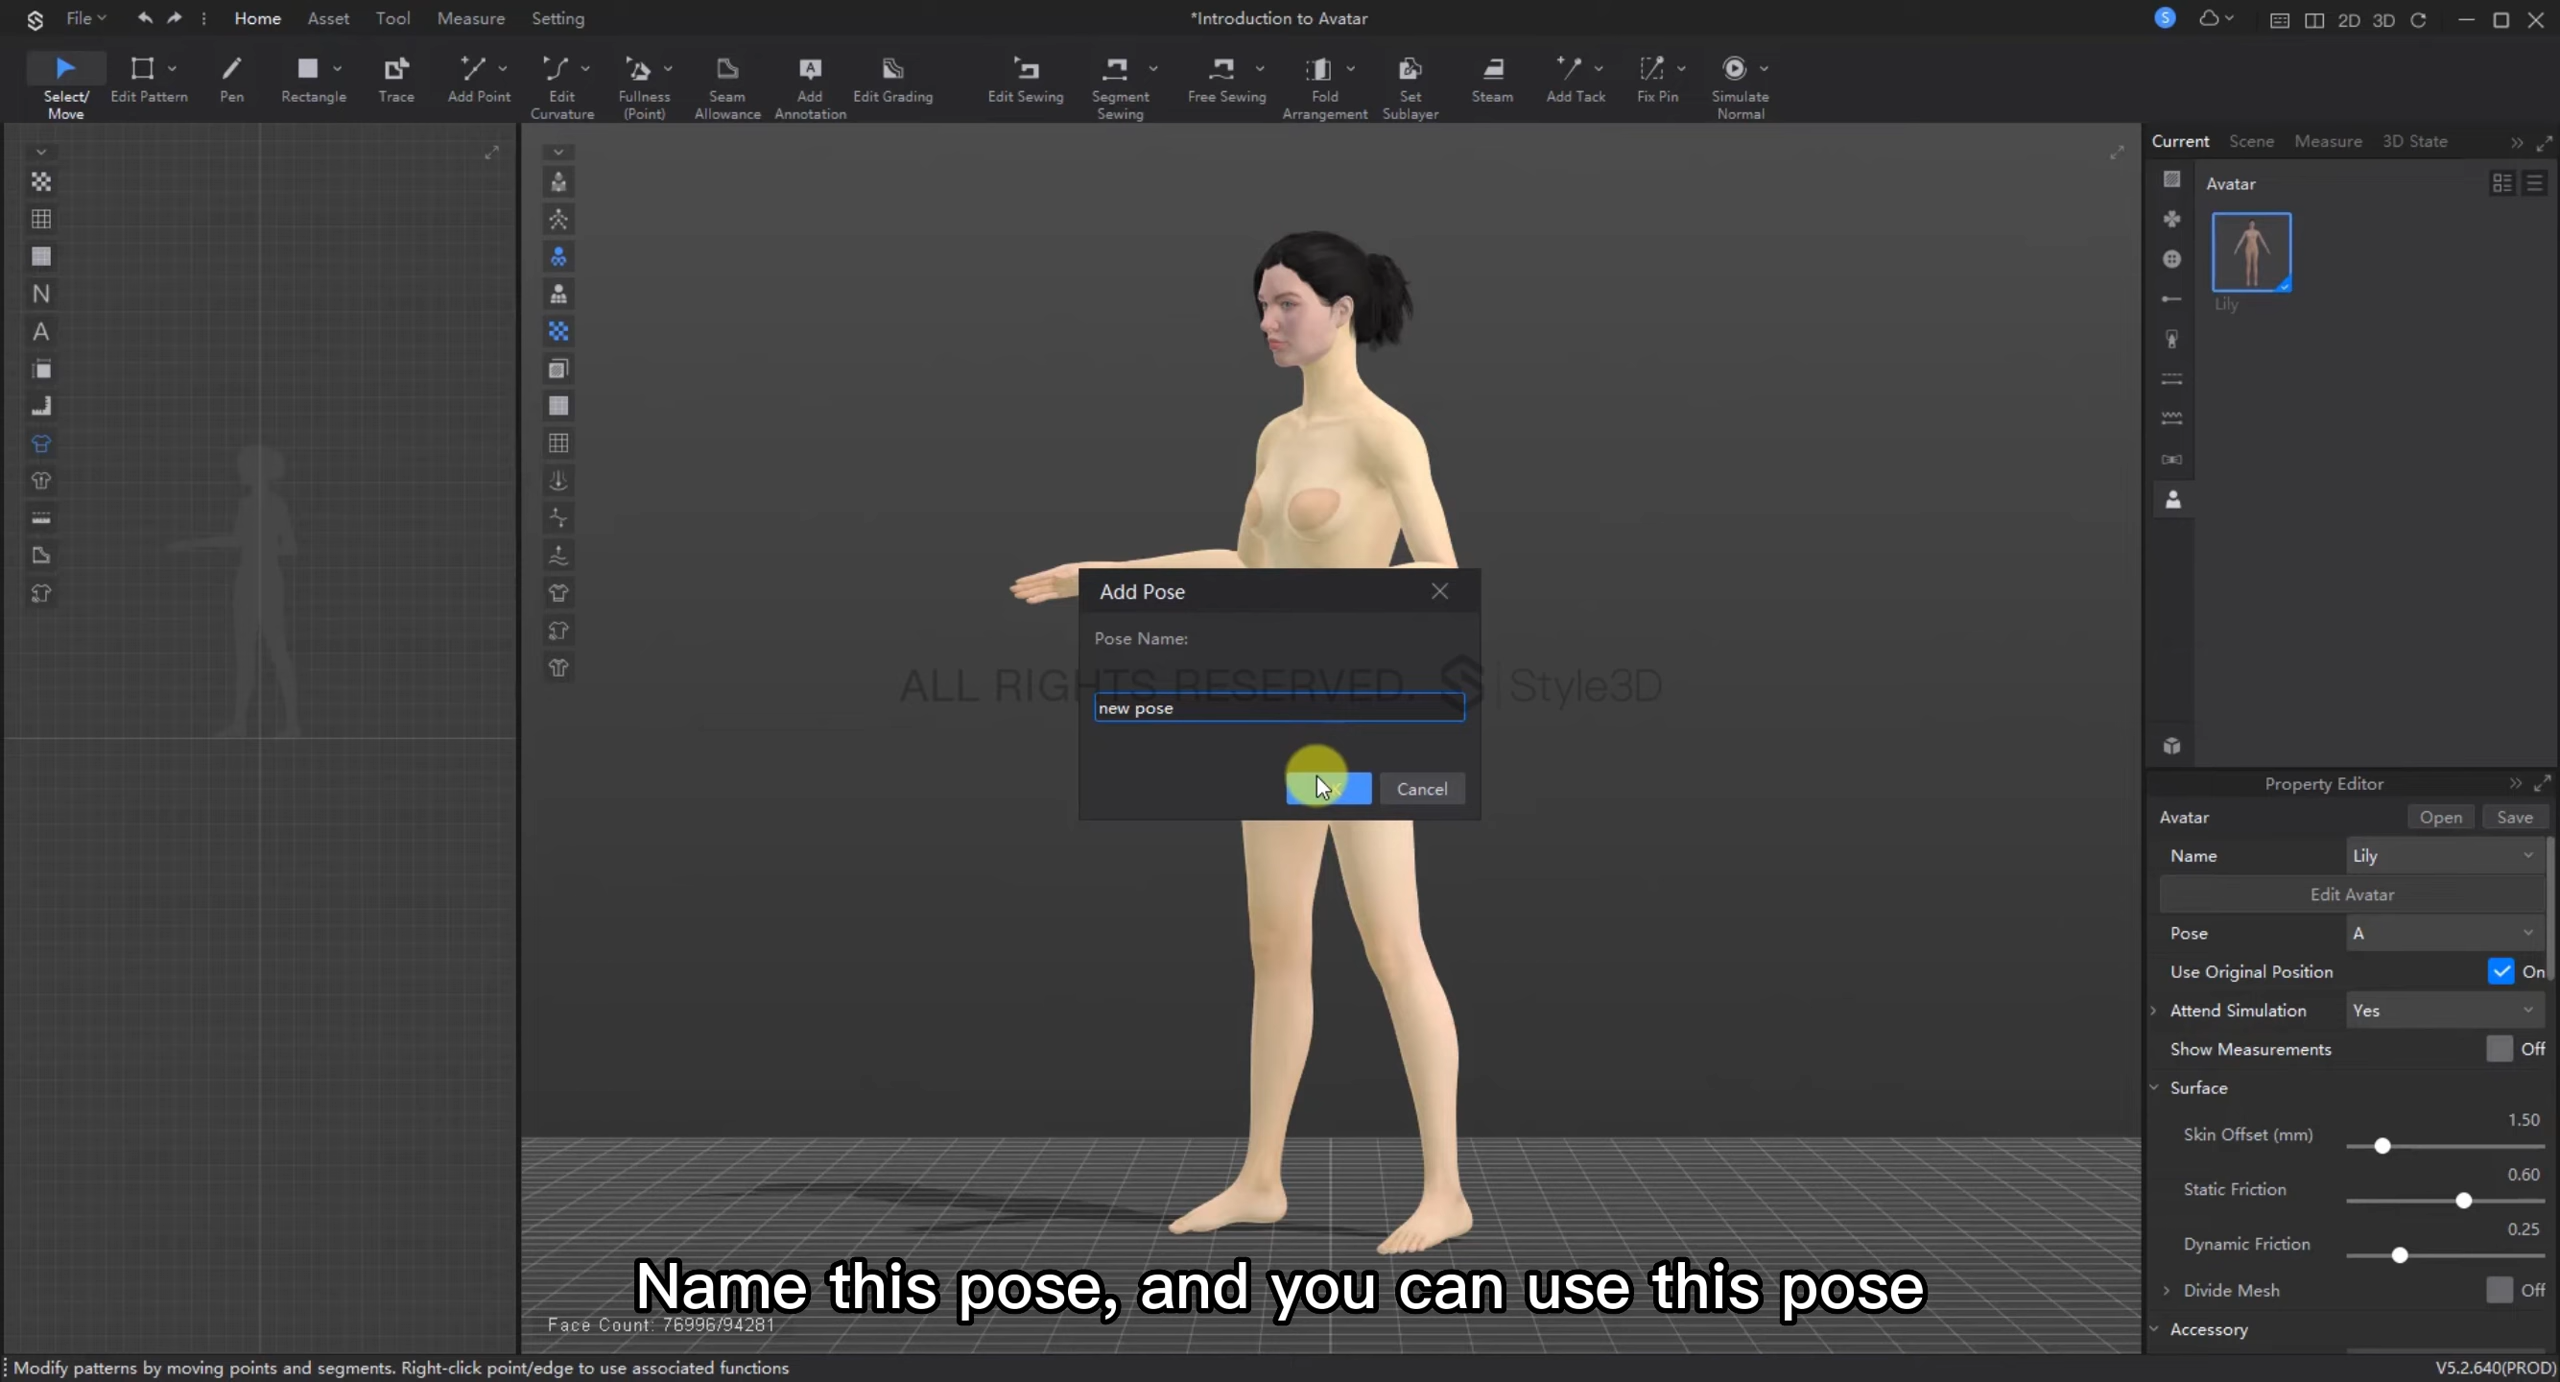 File
Home
Asset
Tool
Measure
Setting
*Introduction to Avatar
S
2D
3D
Select/
Move
Edit Pattern
Pen
Rectangle
Trace
Add Point
Edit
Curvature
Fullness
(Point)
Seam
Allowance
Add
Annotation
Edit Grading
Edit Sewing
Segment
Sewing
Free Sewing
Fold
Arrangement
Set
Sublayer
Steam
Add Tack
Fix Pin
Simulate
Normal
N
A
Current
Scene
Measure
3D State
Avatar
Lily
Add Pose
Pose Name:
ALL RIGHTS RESERVED. Style3D
new pose
Cancel
Property Editor
Avatar
Open
Save
Name
Lily
Edit Avatar
Pose
A
Use Original Position
On
Attend Simulation
Yes
Show Measurements
Off
Surface
1.50
Skin Offset (mm)
0.60
Static Friction
0.25
Dynamic Friction
Divide Mesh
Off
Accessory
Name this pose, and you can use this pose
Face Count: 76996/94281
Modify patterns by moving points and segments. Right-click point/edge to use associated functions
V5.2.640(PROD)